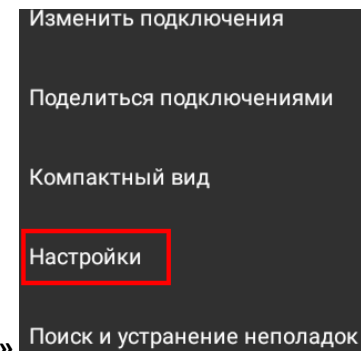 Изменить подключения
Поделиться подключениями
Компактный вид
Настройки
» Поиск и устранение неполадок